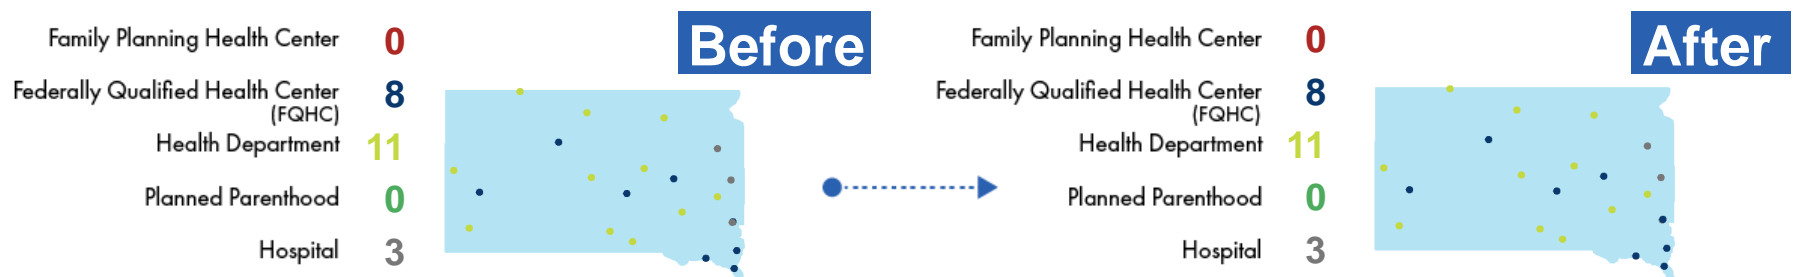 Before
Family Planning Health Center 0
Federally Qualified Health Center 8
(FQHC)
Health Department 11
Planned Parenthood 0
Hospital 3
After
Family Planning Health Center 0
Federally Qualified Health Center 8
(FQHC)
Health Department 11
Planned Parenthood 0
Hospital 3